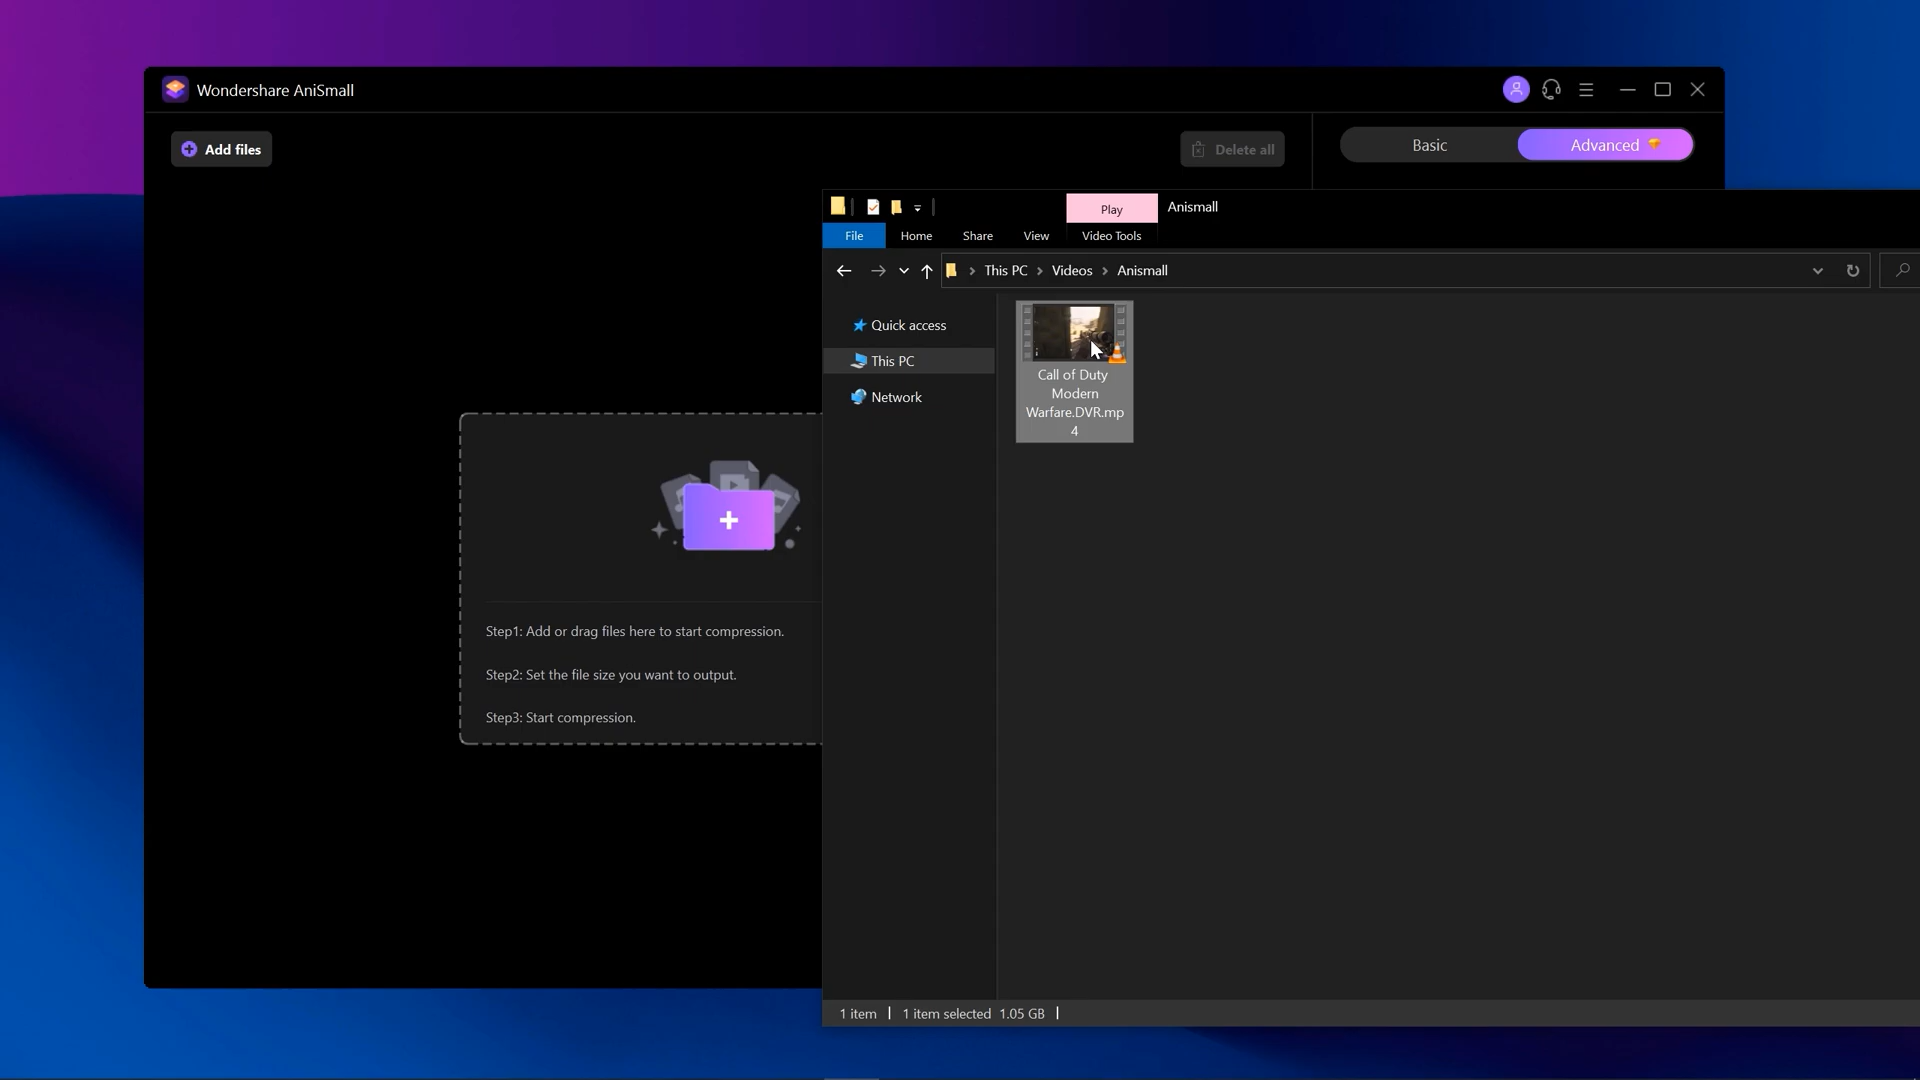 Wondershare AniSmall
Add files
Delete all
Basic
Advanced
Play
Anismall
File
Home
Share
View
Video Tools
This PC
Videos
Anismall
Quick access
This PC
Network
Call of Duty
Modern
Warfare.DVR.mp
4
Step1: Add or drag files here to start compression.
Step2: Set the file size you want to output.
Step3: Start compression.
1 item
1 item selected 1.05 GB